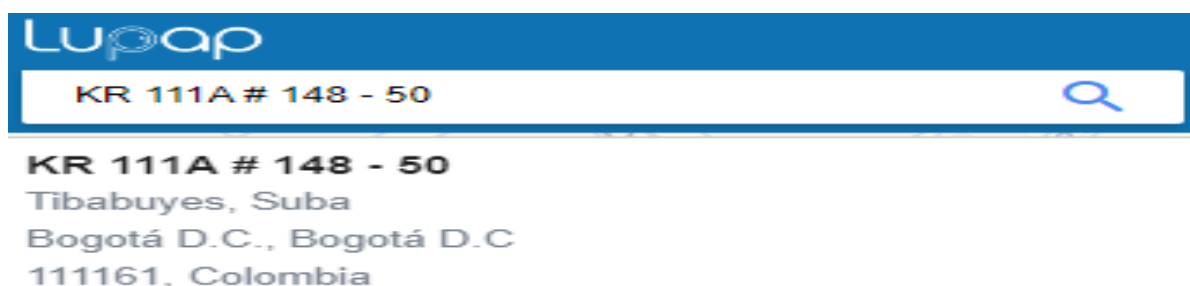 Lupap
KR 111A # 148 - 50
KR 111A # 148 - 50
Tibabuyes, Suba
Bogotá D.C., Bogotá D.C
111161, Colombia